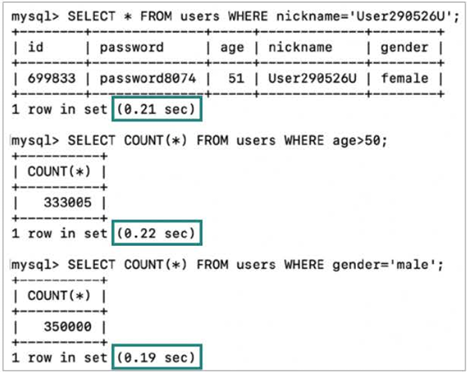 mysql> SELECT * FROM users WHERE nickname='User290526U';
+--------+--------------+------+-------------+--------+
| id | password | age | nickname | gender |
+--------+--------------+------+-------------+--------+
| 699833 | password8074 | 51 | User290526U | female |
+--------+--------------+------+-------------+--------+
1 row in set (0.21 sec)
mysql> SELECT COUNT(*) FROM users WHERE age>50;
+----------+
| COUNT(*) |
+----------+
| 333005 |
+----------+
1 row in set (0.22 sec)
mysql> SELECT COUNT(*) FROM users WHERE gender='male';
+----------+
| COUNT(*) |
+----------+
| 350000 |
+----------+
1 row in set (0.19 sec)